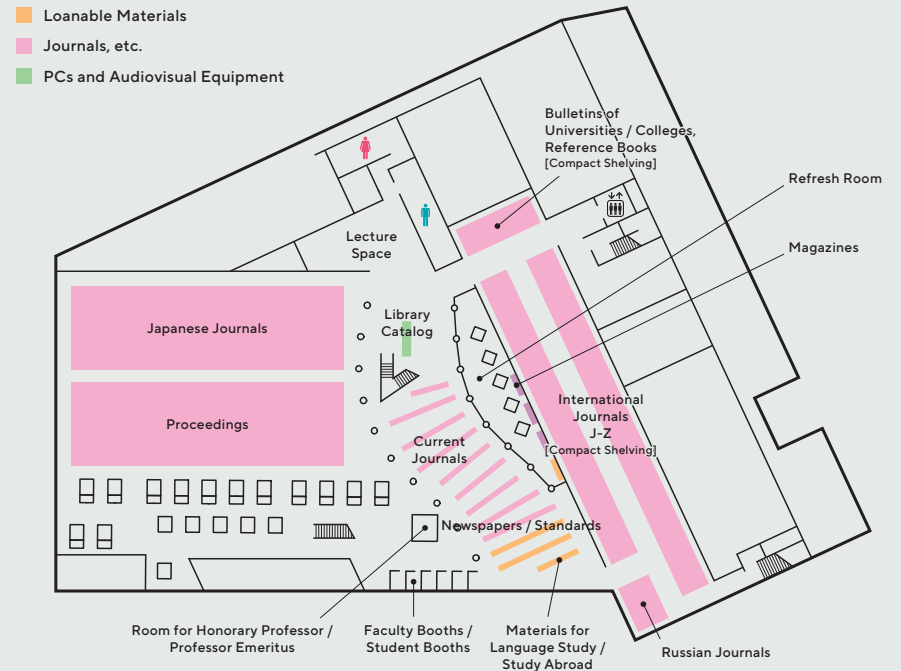 Loanable Materials
Journals, etc.
PCs and Audiovisual Equipment
Bulletins of
Universities / Colleges,
Reference Books
[Compact Shelving]
Refresh Room
Magazines
Lecture
Space
Library
Catalog
Japanese Journals
Proceedings
International
Journals
J-Z
[Compact Shelving]
Current
Journals
Newspapers / Standards
Room for Honorary Professor /
Professor Emeritus
Faculty Booths /
Student Booths
Materials for
Language Study /
Study Abroad
Russian Journals